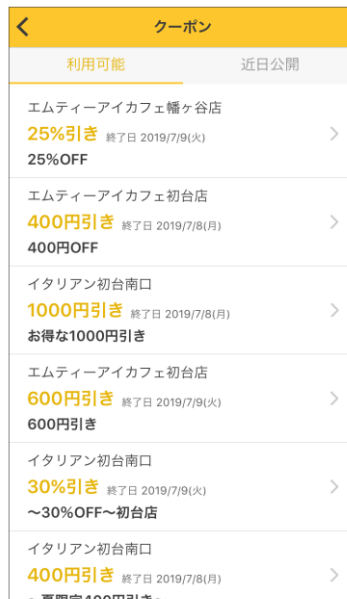 クーポン
利用可能 近日公開
エムティーアイカフェ幡ヶ谷店
25%引き 終了日 2019/7/9(火)
25%OFF
エムティーアイカフェ初台店
400円引き 終了日 2019/7/8(月)
400円OFF
イタリアン初台南口
1000円引き 終了日 2019/7/8(月)
お得な1000円引き
エムティーアイカフェ初台店
600円引き 終了日 2019/7/9(火)
600円引き
イタリアン初台南口
30%引き 終了日 2019/7/9(火)
〜30%OFF〜初台店
イタリアン初台南口
400円引き 終了日 2019/7/8(月)
〜夏限定400円引き〜